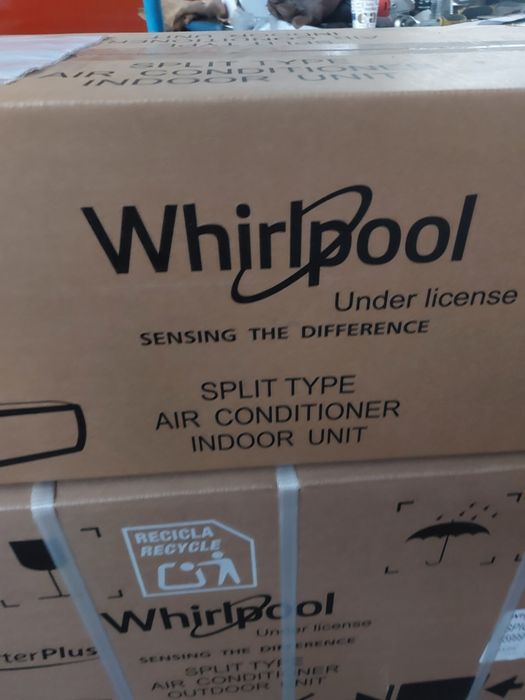 SPLIT TYPE
AIR CONDITIONER
INDOOR UNIT
Whirlpool
Under license
SENSING THE DIFFERENCE
SPLIT TYPE
AIR CONDITIONER
INDOOR UNIT
RECICLA
RECYCLE
Whirlpool
Under license
terPlus
SENSING THE DIFFERENCE
SPLIT TYPE
AIR CONDITIONER
OUTDOOR UNIT